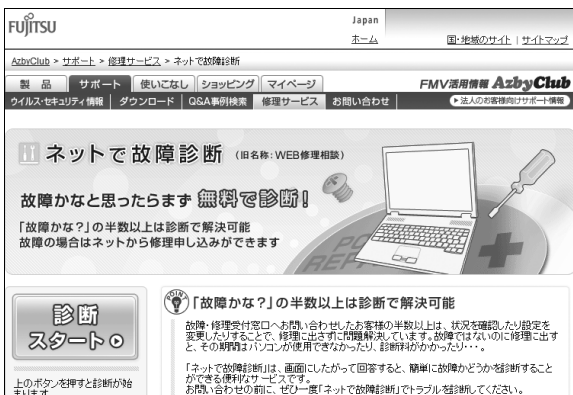 FUJITSU
Japan
ホーム
国・地域のサイト | サイトマップ
AzbyClub > サポート > 修理サービス > ネットで故障診断
製 品 サポート 使いこなし ショッピング マイページ FMV活用情報 AzbyClub
ウイルス・セキュリティ情報 ダウンロード Q&A事例検索 修理サービス お問い合わせ 法人のお客様向けサポート情報
ネットで故障診断 (旧名称:WEB修理相談)
故障かなと思ったらまず 無料で診断!
「故障かな?」の半数以上は診断で解決可能
故障の場合はネットから修理申し込みができます
診断
スタート
上のボタンを押すと診断が始
まります
POINT
「故障かな?」の半数以上は診断で解決可能
故障・修理受付窓口へお問い合わせしたお客様の半数以上は、状況を確認したり設定を
変更したりすることで、修理に出さずに問題解決しています。故障ではないのに修理に出す
と、その期間はパソコンが使用できなかったり、診断料がかかったり・・・。
「ネットで故障診断」は、画面にしたがって回答すると、簡単に故障かどうかを診断すること
ができる便利なサービスです。
お問い合わせの前に、ぜひ一度「ネットで故障診断」でトラブルを診断してください。